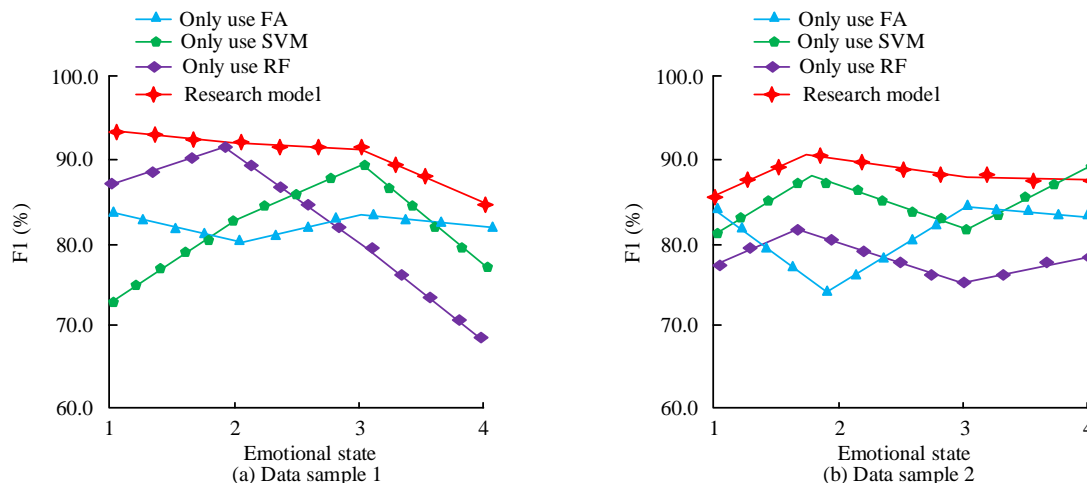 Only use FA
Only use SVM
Only use RF
Research model
100.0
90.0
80.0
70.0
60.0
F1 (%)
1 2 3 4
Emotional state
(a) Data sample 1
Only use FA
Only use SVM
Only use RF
Research model
100.0
90.0
80.0
70.0
60.0
F1 (%)
1 2 3 4
Emotional state
(b) Data sample 2